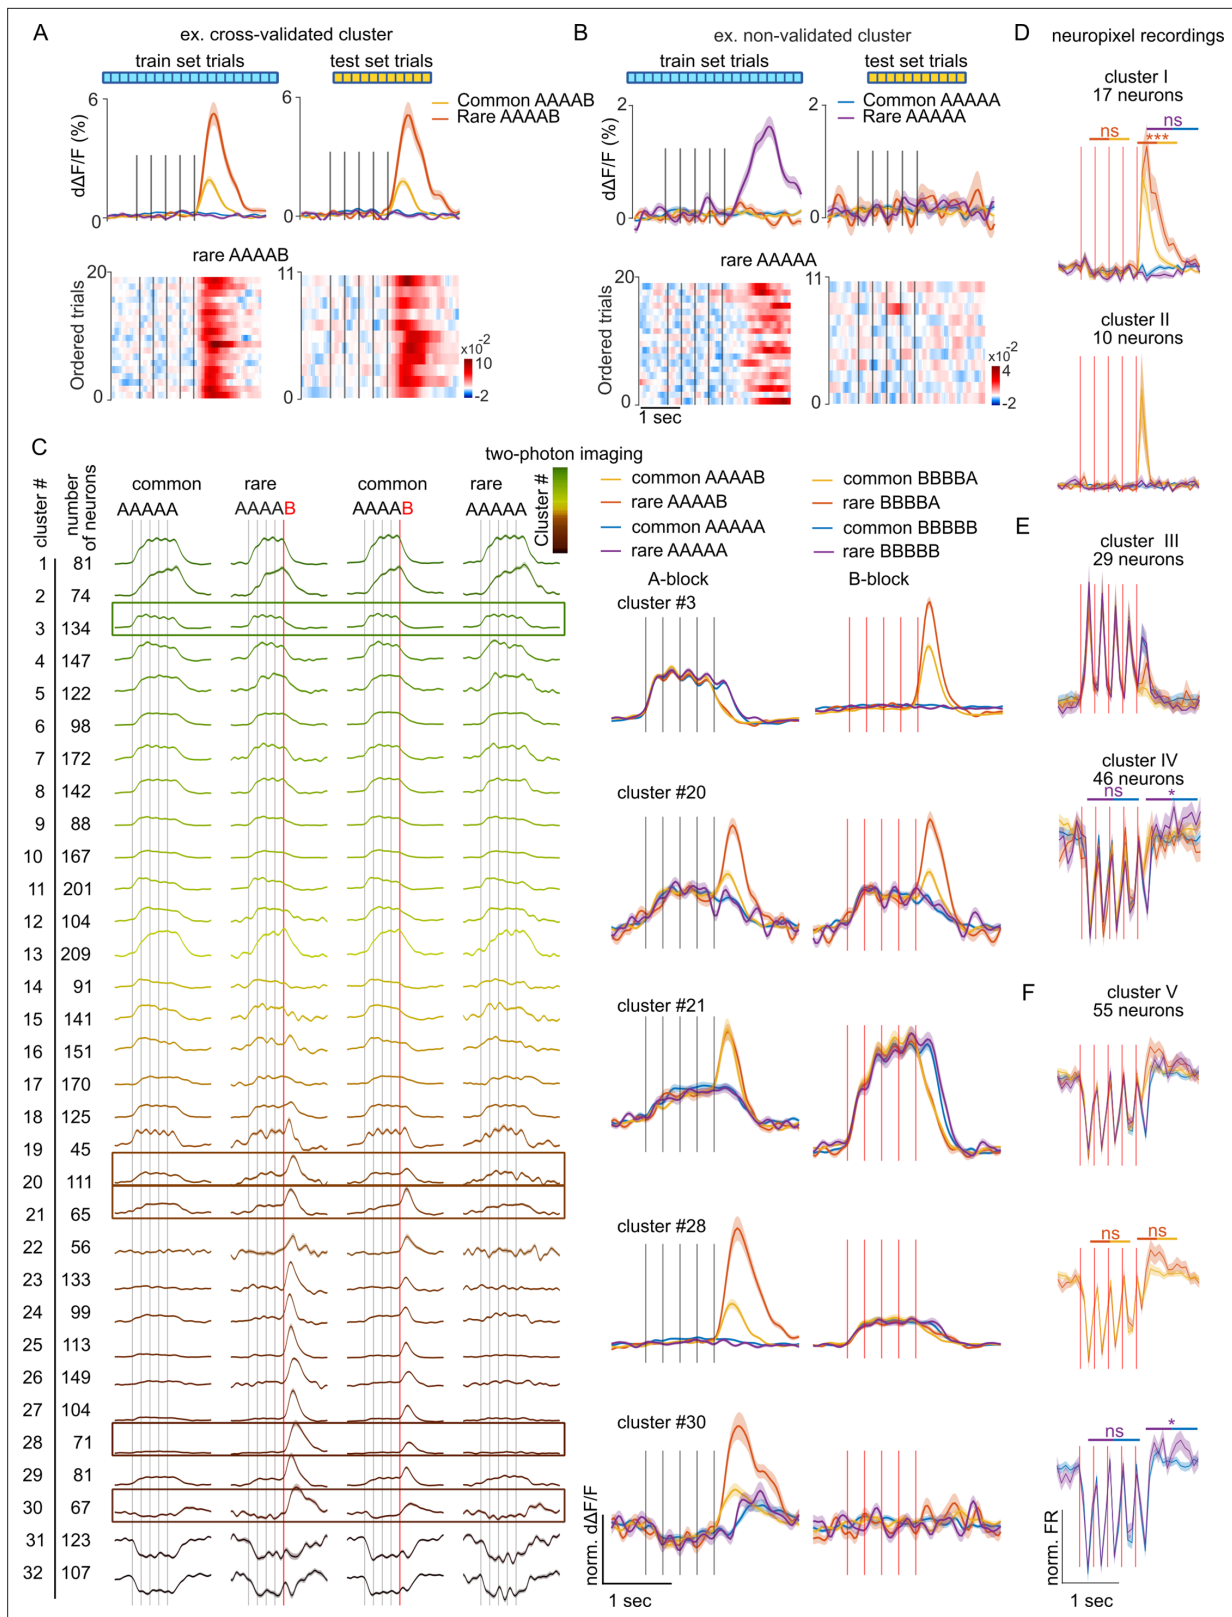 A
ex. cross-validated cluster
train set trials
test set trials
6
6
Common AAAAB
Rare AAAAB
dΔF/F (%)
0
0
rare AAAAB
20
11
Ordered trials
0
0
x10-2
10
-2
B
ex. non-validated cluster
train set trials
test set trials
2
2
Common AAAAA
Rare AAAAA
dΔF/F (%)
0
0
rare AAAAA
20
11
Ordered trials
0
0
x10-2
4
-2
1 sec
C
two-photon imaging
Cluster #
cluster #
number of neurons
common
rare
common
rare
AAAAA
AAAAB
AAAAB
AAAAA
1 81
2 74
3 134
4 147
5 122
6 98
7 172
8 142
9 88
10 167
11 201
12 104
13 209
14 91
15 141
16 151
17 170
18 125
19 45
20 111
21 65
22 56
23 133
24 99
25 113
26 149
27 104
28 71
29 81
30 67
31 123
32 107
common AAAAB
rare AAAAB
common AAAAA
rare AAAAA
common BBBBA
rare BBBBA
common BBBBB
rare BBBBB
A-block
B-block
cluster #3
cluster #20
cluster #21
cluster #28
cluster #30
norm. dΔF/F
1 sec
D
neuropixel recordings
cluster I
17 neurons
ns
ns
***
cluster II
10 neurons
E
cluster III
29 neurons
cluster IV
46 neurons
ns
*
F
cluster V
55 neurons
ns
ns
ns
*
norm. FR
1 sec